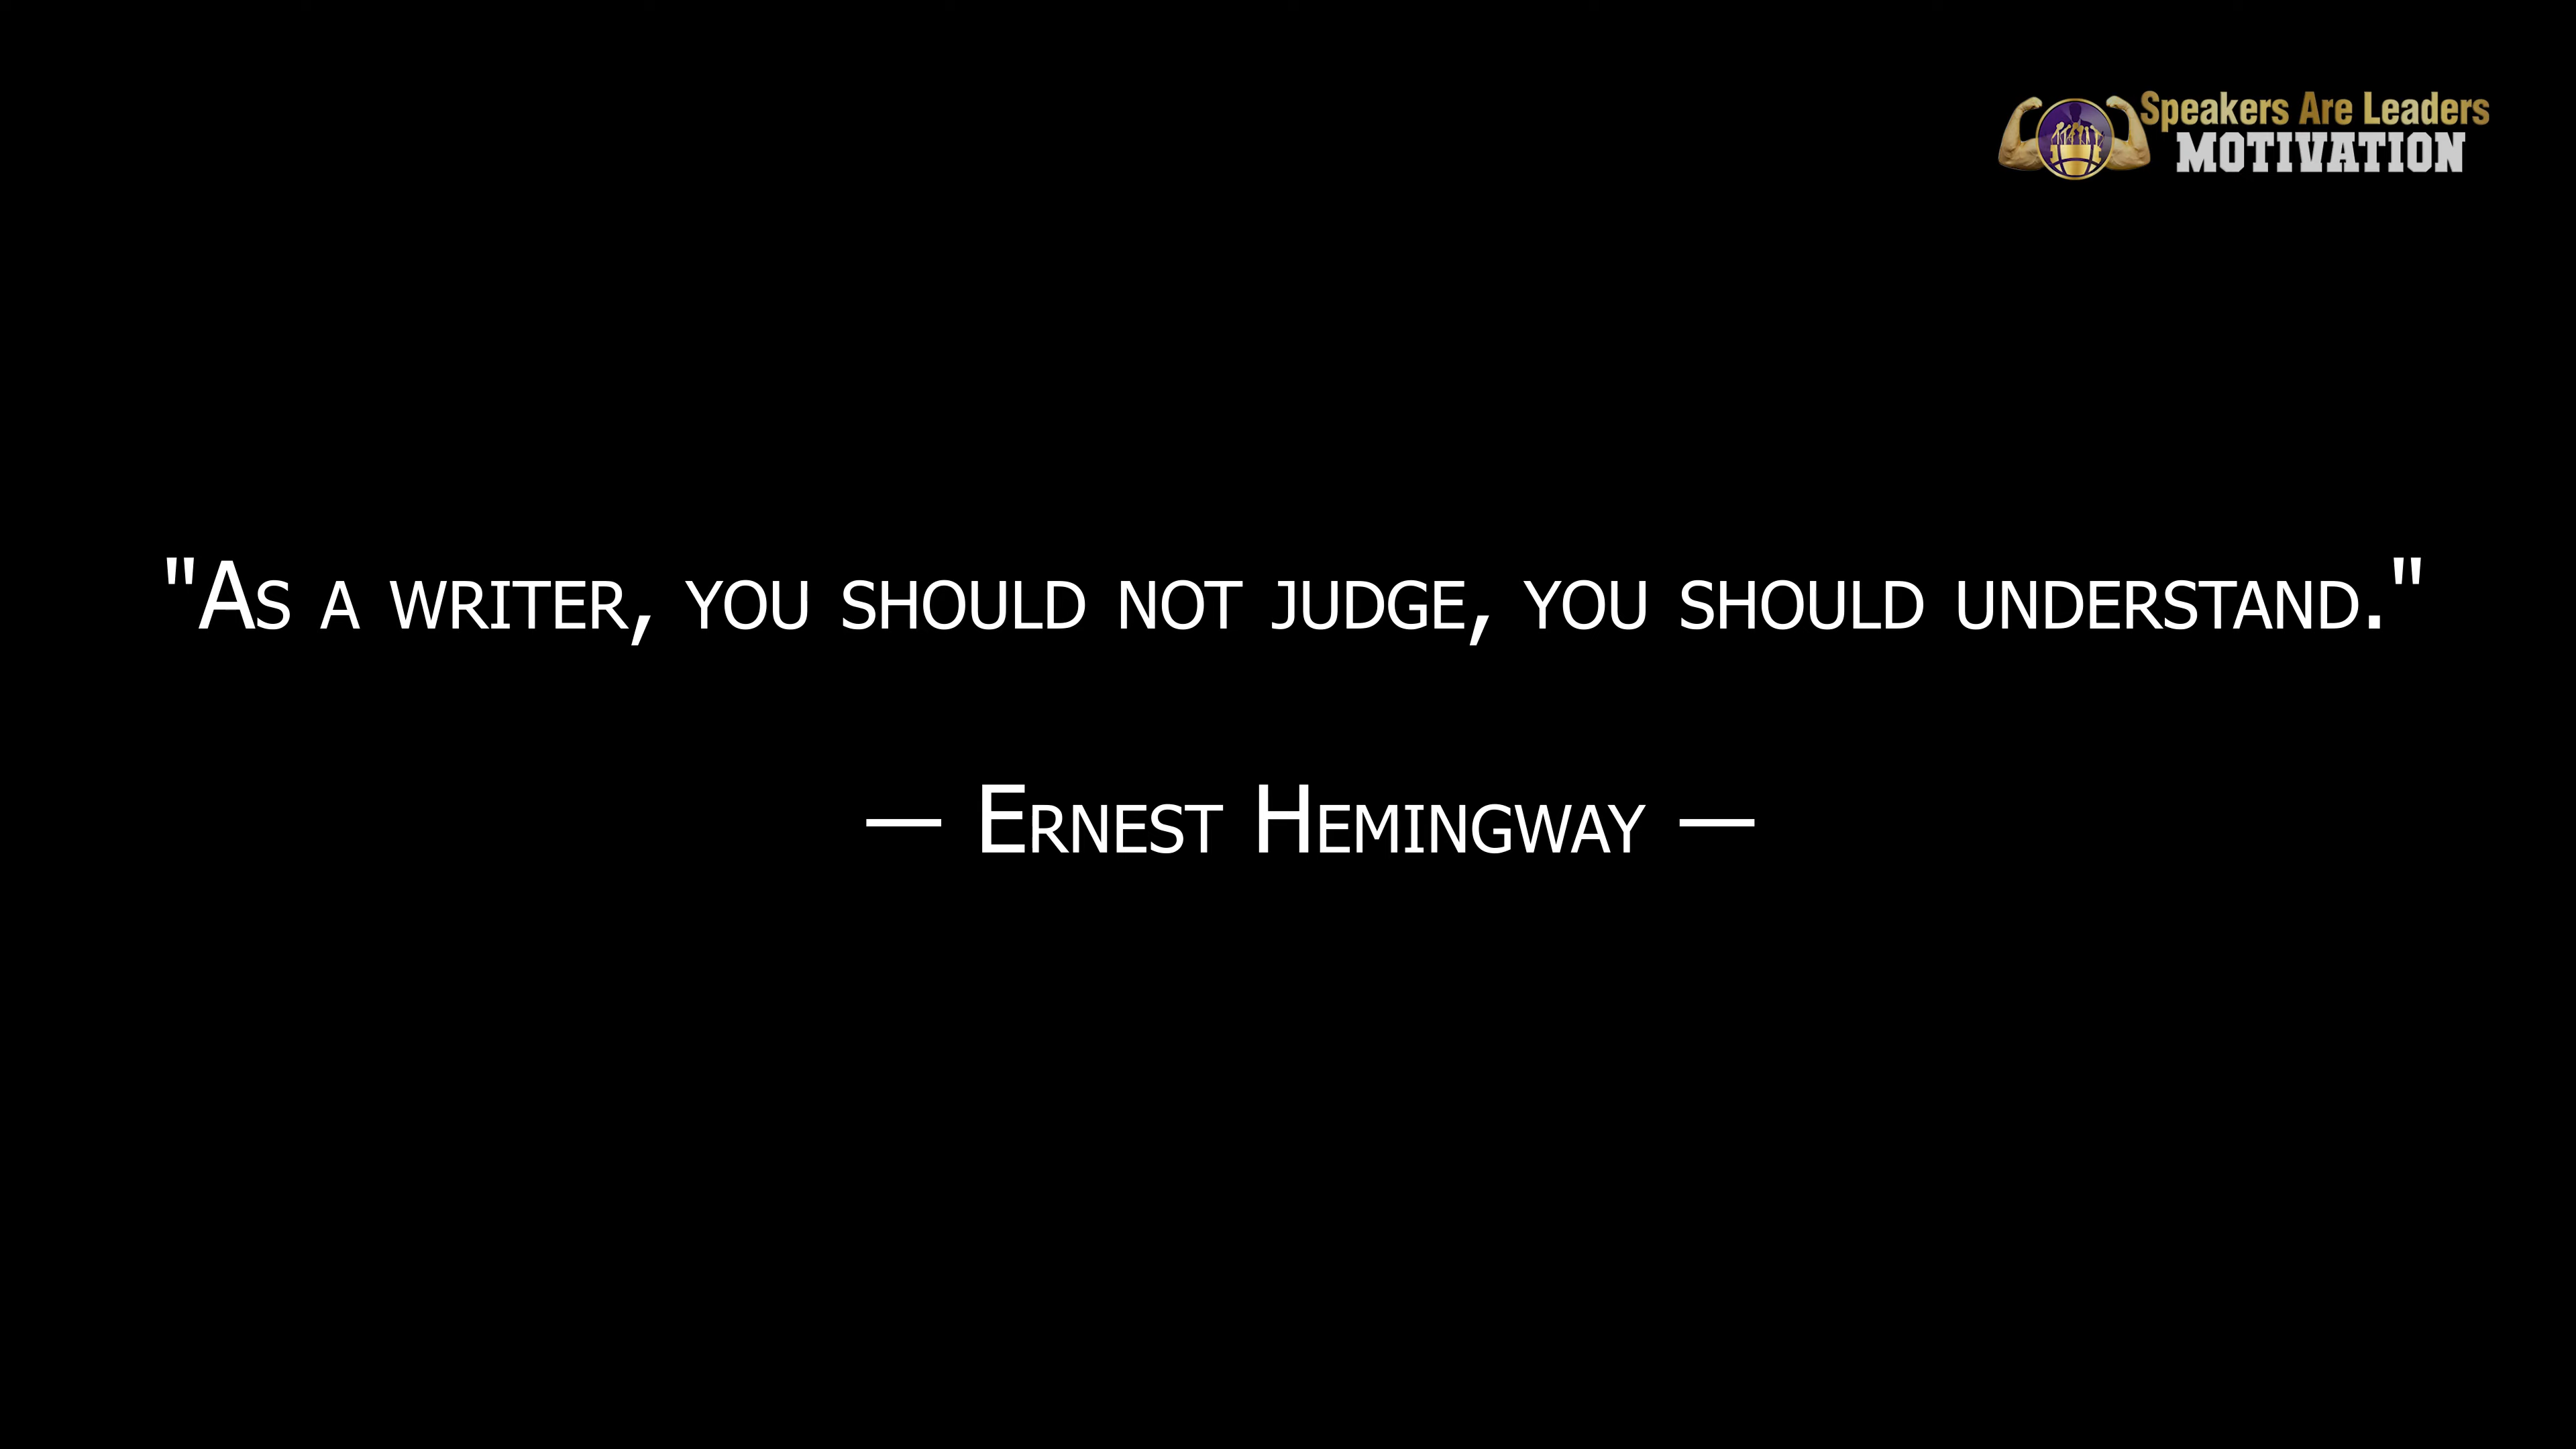 Speakers Are Leaders
MOTIVATION
"As a writer, you should not judge, you should understand."
— Ernest Hemingway —